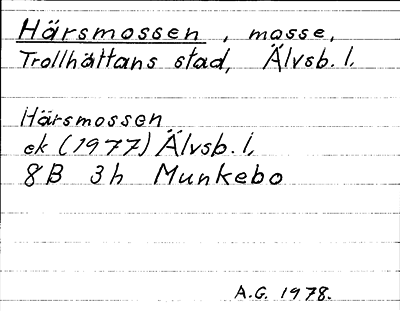 Härsmossen, mosse,
Trollhättans stad, Älvsb. l.
Härsmossen
ek (1977) Älvsb. l.
8B 3h Munkebo
A.G. 1978.